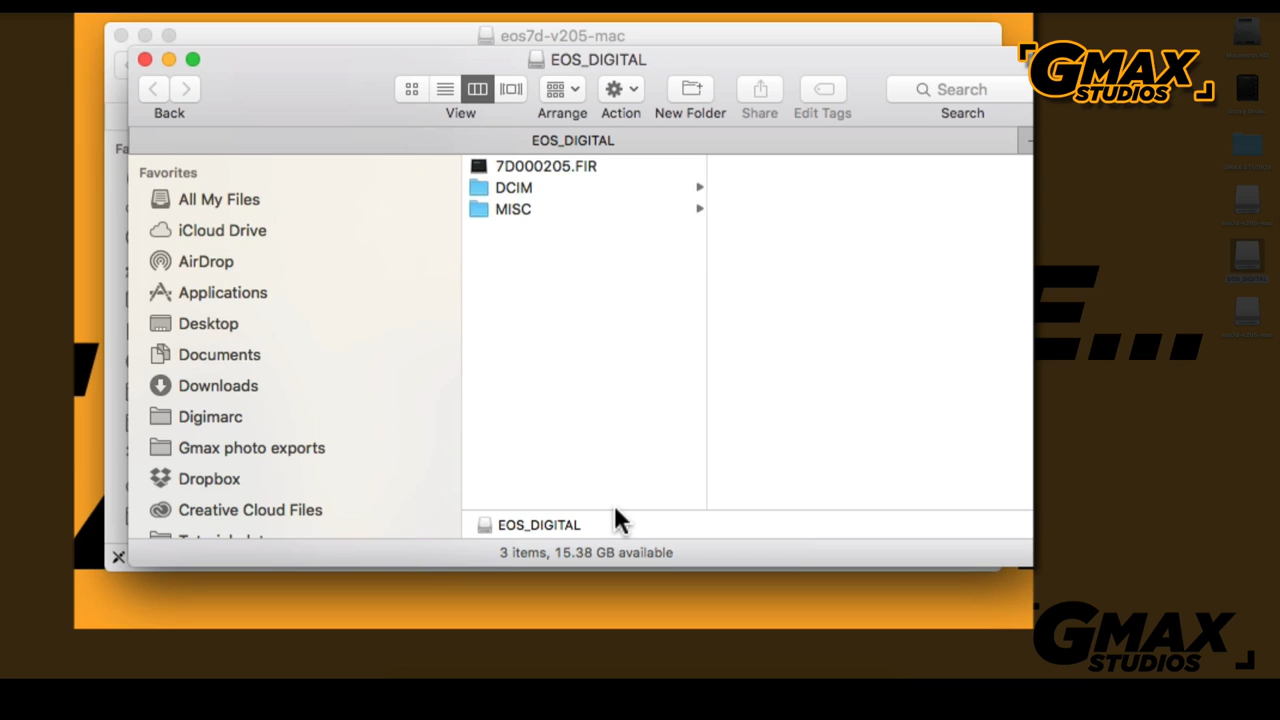 eos7d-v205-mac
EOS_DIGITAL
GMAX
STUDIOS
Back
View
Arrange
Action
New Folder
Share
Edit Tags
Search
Search
EOS_DIGITAL
Fa
Favorites
All My Files
iCloud Drive
AirDrop
Applications
Desktop
Documents
Downloads
Digimarc
Gmax photo exports
Dropbox
Creative Cloud Files
7D000205.FIR
DCIM
MISC
EOS_DIGITAL
3 items, 15.38 GB available
E...
EOS_DIGITAL
GMAX
STUDIOS